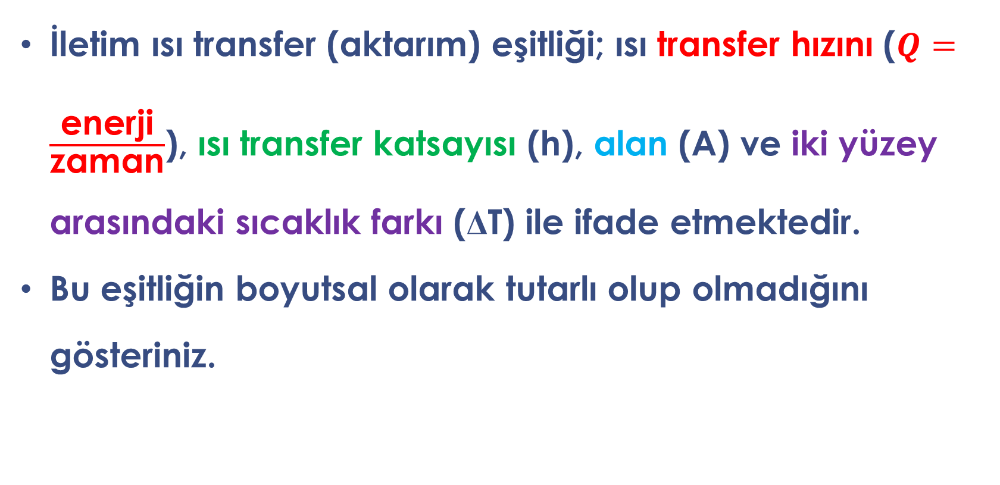 • İletim ısı transfer (aktarım) eşitliği; ısı transfer hızını (Q =
enerji
zaman), ısı transfer katsayısı (h), alan (A) ve iki yüzey
arasındaki sıcaklık farkı (∆T) ile ifade etmektedir.
• Bu eşitliğin boyutsal olarak tutarlı olup olmadığını
gösteriniz.